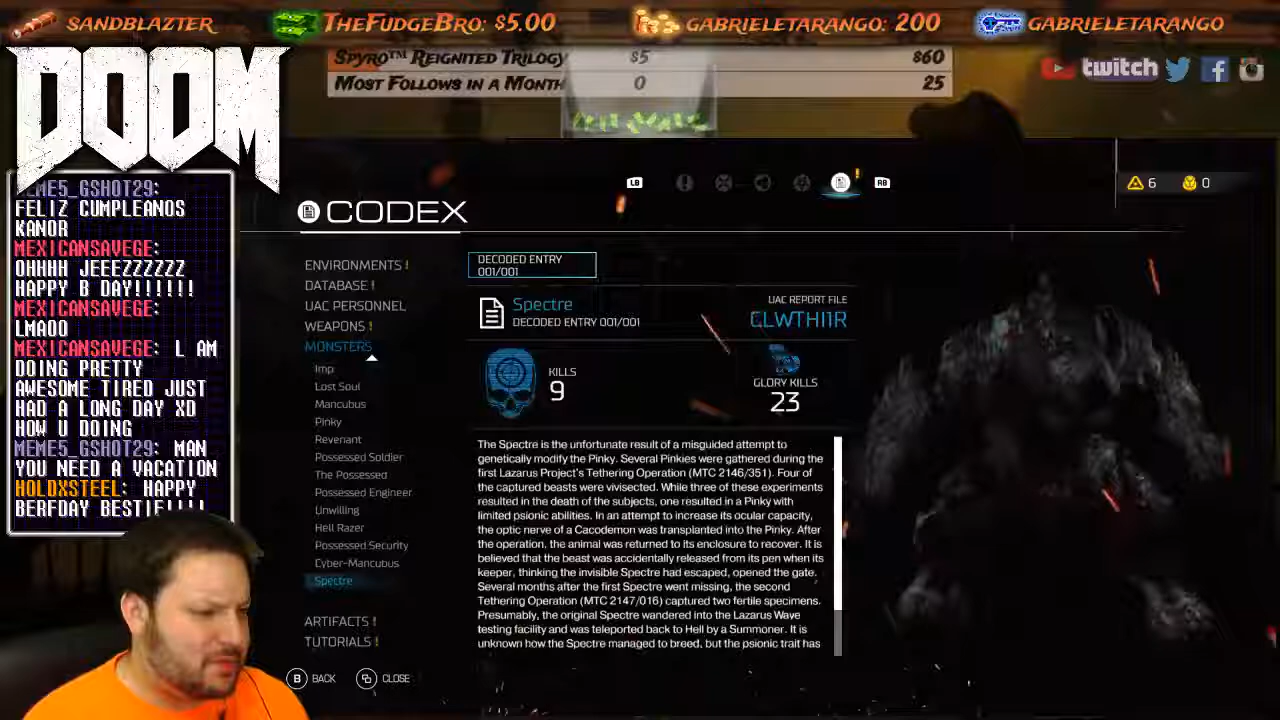 SANDBLAZTER
TheFudgeBro: $5.00
GABRIELETARANGO: 200
GABRIELETARANGO
Spyro™ Reignited Trilogy $5 $60
Most Follows in a Month 0 25
twitch
DOOM
MEME5_GSHOT29:
FELIZ CUMPLEANOS
KANOR
MEXICANSAVEGE:
OHHHH JEEEZZZZZZ
HAPPY B DAY!!!!!!
MEXICANSAVEGE:
LMAOO
MEXICANSAVEGE: L AM
DOING PRETTY
AWESOME TIRED JUST
HAD A LONG DAY XD
HOW U DOING
MEME5_GSHOT29: MAN
YOU NEED A VACATION
HOLDXSTEEL: HAPPY
BERFDAY BESTIE!!!!
LB
RB
6
0
CODEX
ENVIRONMENTS !
DATABASE !
UAC PERSONNEL
WEAPONS !
MONSTERS
Imp
Lost Soul
Mancubus
Pinky
Revenant
Possessed Soldier
The Possessed
Possessed Engineer
Unwilling
Hell Razer
Possessed Security
Cyber-Mancubus
Spectre
ARTIFACTS !
TUTORIALS !
B BACK
CLOSE
DECODED ENTRY
001/001
Spectre
DECODED ENTRY 001/001
UAC REPORT FILE
CLWTHI1R
KILLS
9
GLORY KILLS
23
The Spectre is the unfortunate result of a misguided attempt to
genetically modify the Pinky. Several Pinkies were gathered during the
first Lazarus Project's Tethering Operation (MTC 2146/351). Four of
the captured beasts were vivisected. While three of these experiments
resulted in the death of the subjects, one resulted in a Pinky with
limited psionic abilities. In an attempt to increase its ocular capacity,
the optic nerve of a Cacodemon was transplanted into the Pinky. After
the operation, the animal was returned to its enclosure to recover. It is
believed that the beast was accidentally released from its pen when its
keeper, thinking the invisible Spectre had escaped, opened the gate.
Several months after the first Spectre went missing, the second
Tethering Operation (MTC 2147/016) captured two fertile specimens.
Presumably, the original Spectre wandered into the Lazarus Wave
testing facility and was teleported back to Hell by a Summoner. It is
unknown how the Spectre managed to breed, but the psionic trait has